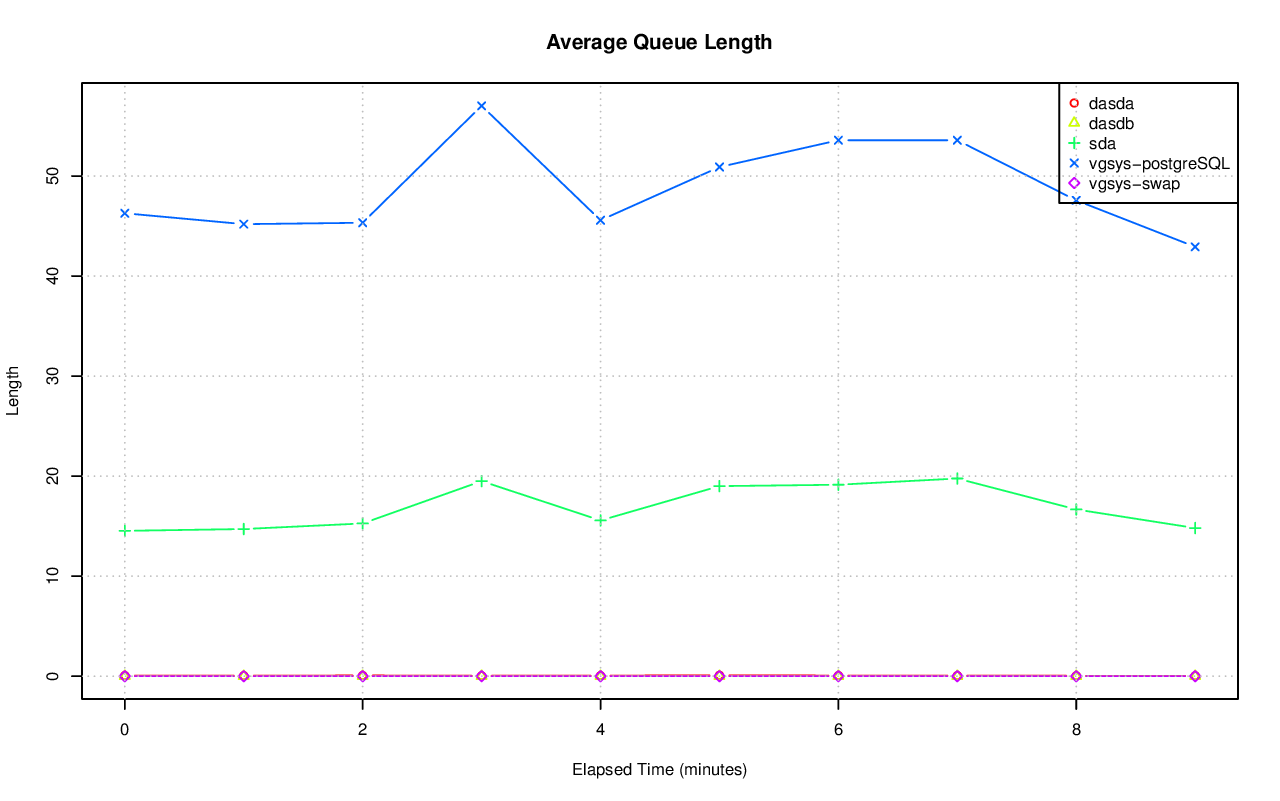 Average Queue Length
dasda
dasdb
sda
vgsys−postgreSQL
vgsys−swap
Length
50
40
30
20
10
0
0 2 4 6 8
Elapsed Time (minutes)